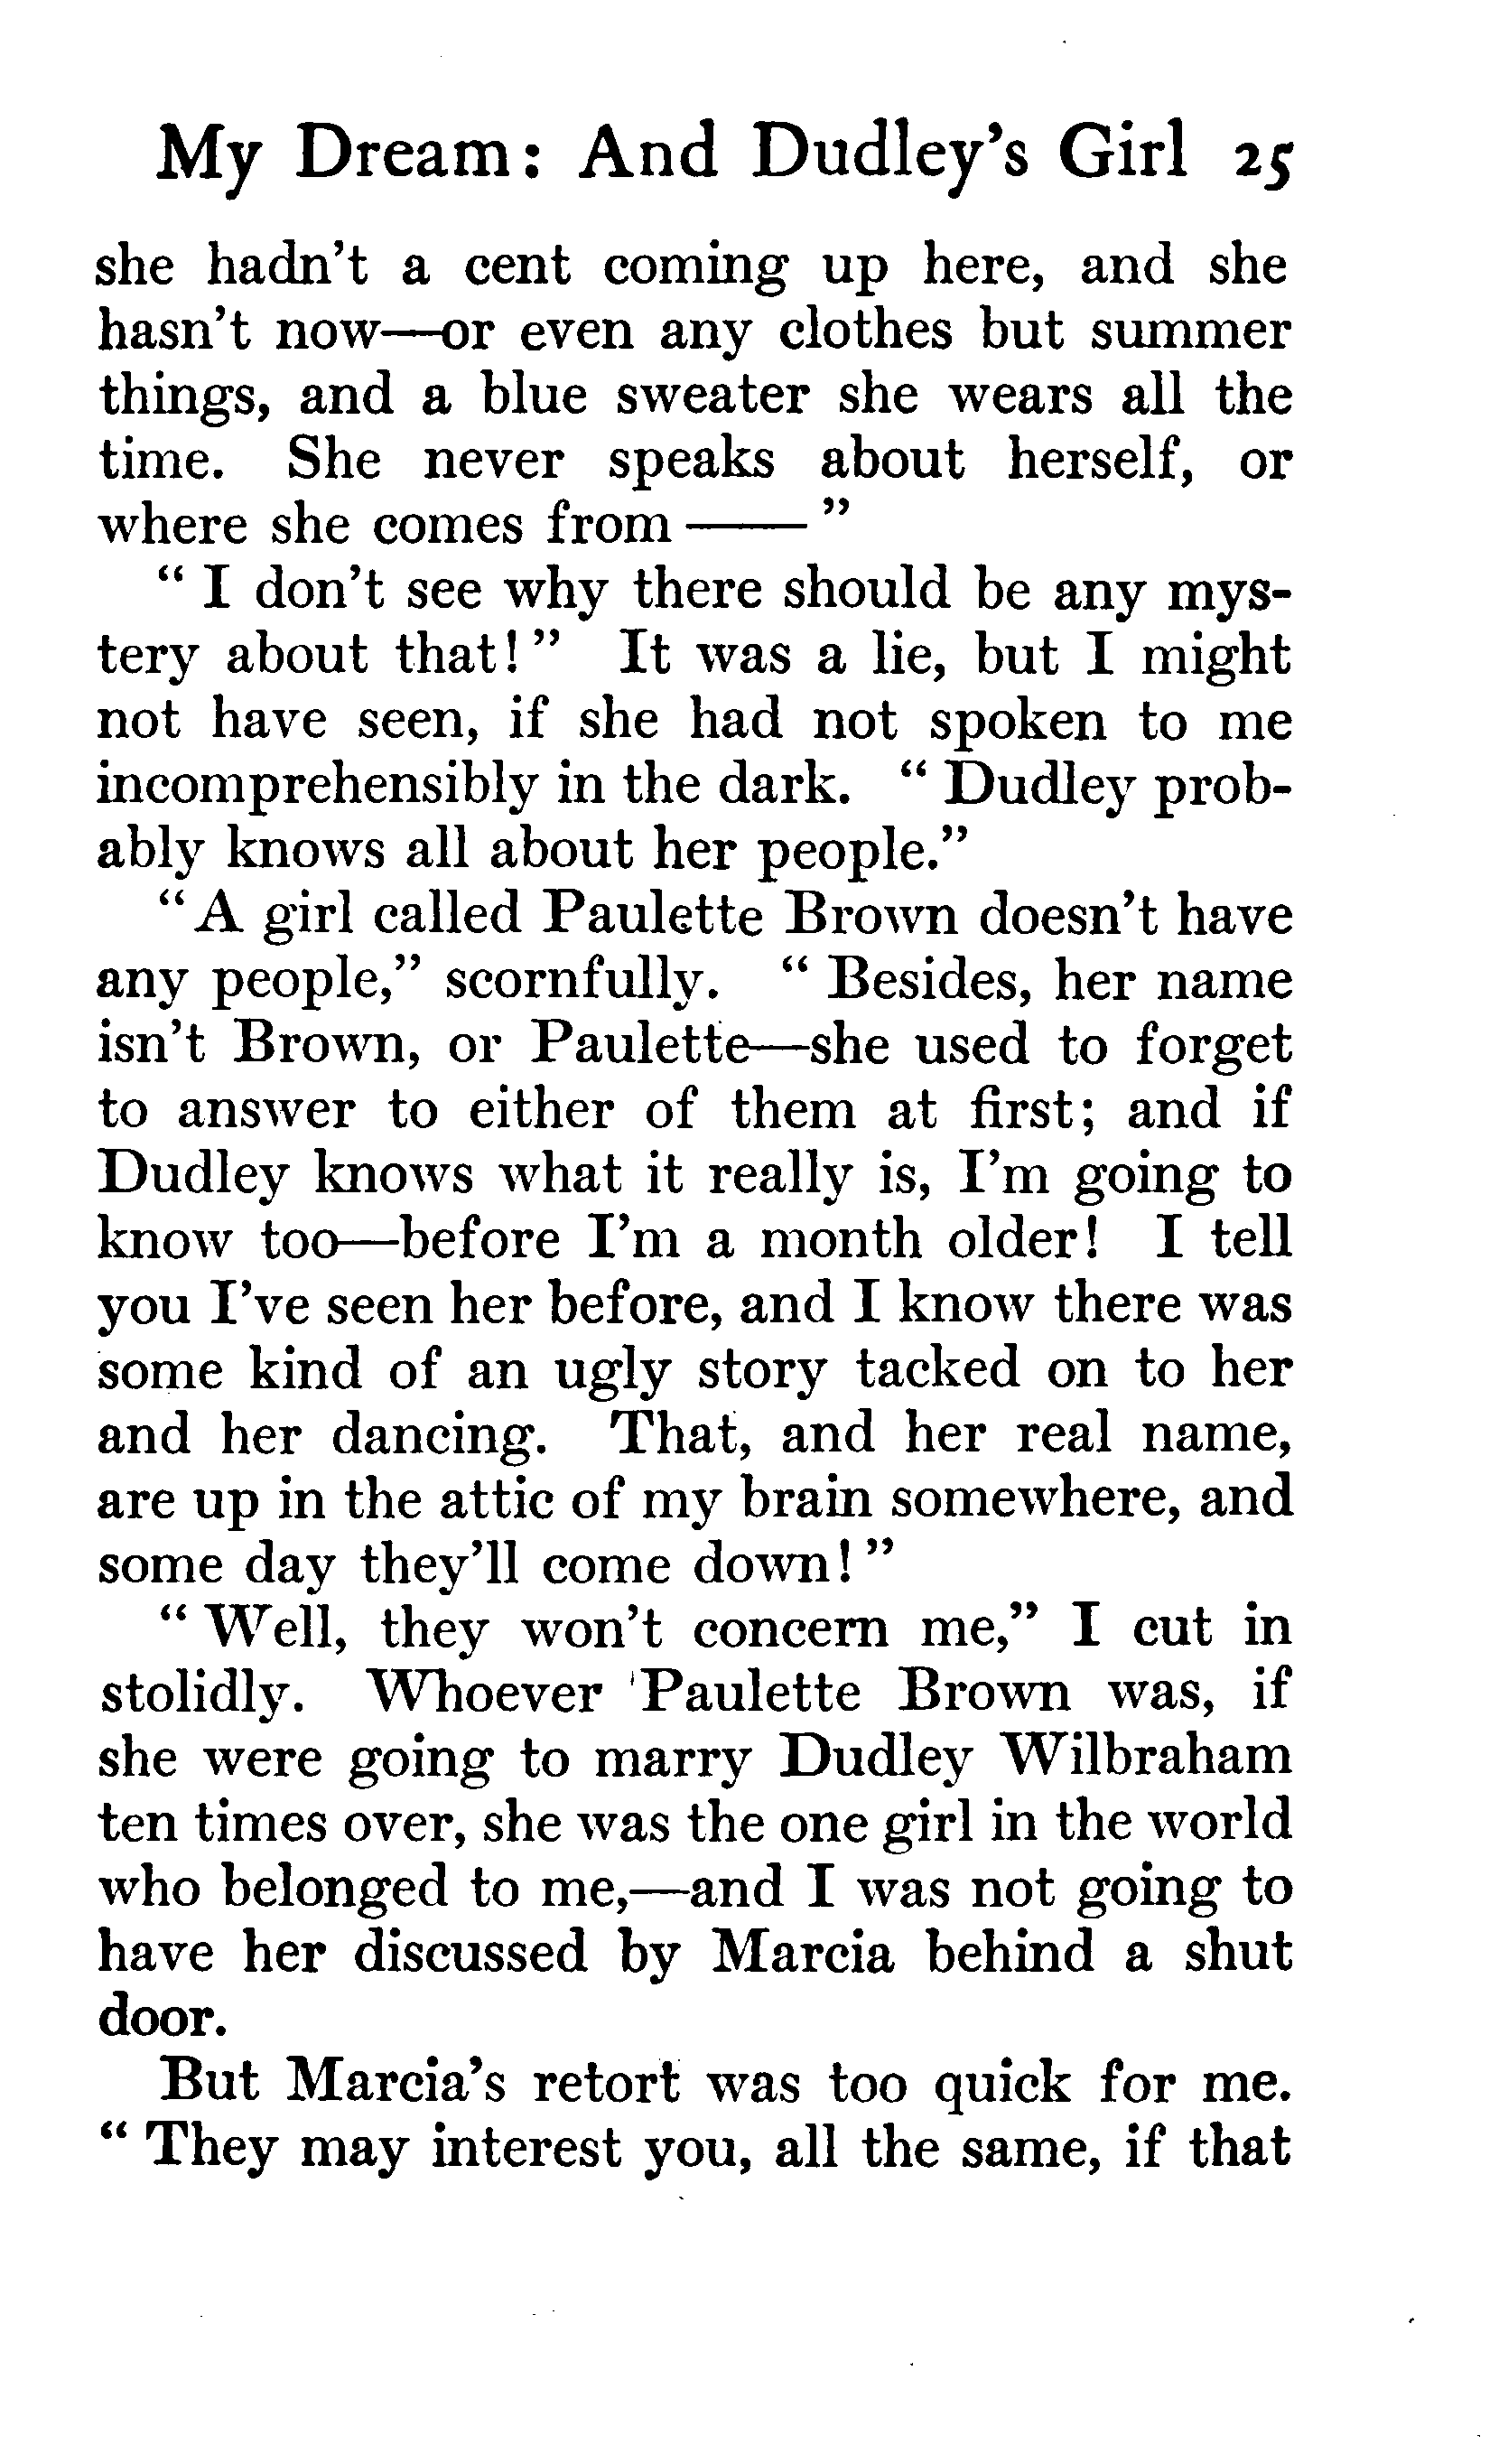 My Dream: And Dudley's Girl 25
she hadn't a cent coming up here, and she
hasn't now—or even any clothes but summer
things, and a blue sweater she wears all the
time. She never speaks about herself, or
where she comes from ——"
" I don't see why there should be any mys-
tery about that! " It was a lie, but I might
not have seen, if she had not spoken to me
incomprehensibly in the dark. " Dudley prob-
ably knows all about her people."
" A girl called Paulette Brown doesn't have
any people," scornfully. " Besides, her name
isn't Brown, or Paulette—she used to forget
to answer to either of them at first; and if
Dudley knows what it really is, I'm going to
know too—before I'm a month older! I tell
you I've seen her before, and I know there was
some kind of an ugly story tacked on to her
and her dancing. That, and her real name,
are up in the attic of my brain somewhere, and
some day they'll come down! "
" Well, they won't concern me," I cut in
stolidly. Whoever Paulette Brown was, if
she were going to marry Dudley Wilbraham
ten times over, she was the one girl in the world
who belonged to me,—and I was not going to
have her discussed by Marcia behind a shut
door.
But Marcia's retort was too quick for me.
" They may interest you, all the same, if that